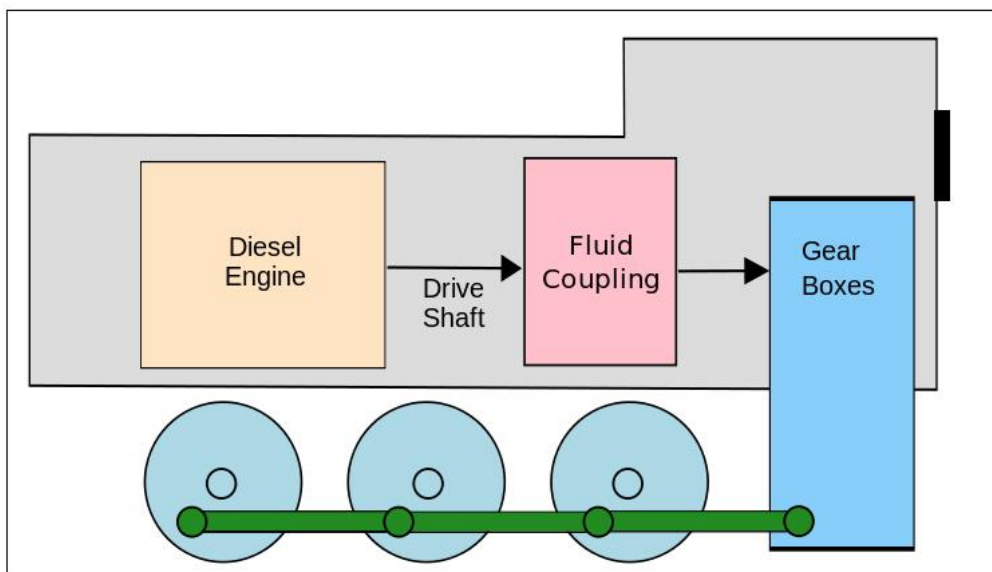 Diesel
Engine
Drive
Shaft
Fluid
Coupling
Gear
Boxes